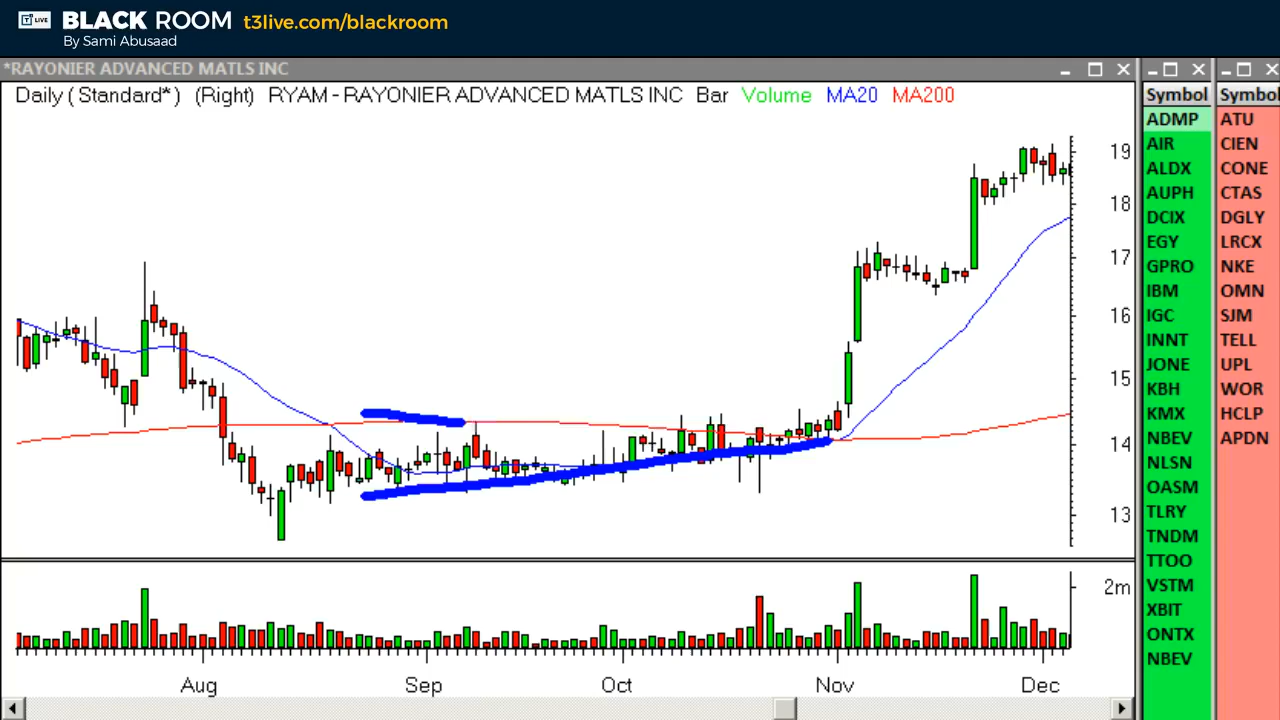 T3 LIVE BLACK ROOM t3live.com/blackroom
By Sami Abusaad
*RAYONIER ADVANCED MATLS INC
Daily (Standard*) (Right) RYAM - RAYONIER ADVANCED MATLS INC Bar Volume MA20 MA200
19
18
17
16
15
14
13
2m
Aug Sep Oct Nov Dec
Symbol
ADMP
AIR
ALDX
AUPH
DCIX
EGY
GPRO
IBM
IGC
INNT
JONE
KBH
KMX
NBEV
NLSN
OASM
TLRY
TNDM
TTOO
VSTM
XBIT
ONTX
NBEV
Symbol
ATU
CIEN
CONE
CTAS
DGLY
LRCX
NKE
OMN
SJM
TELL
UPL
WOR
HCLP
APDN